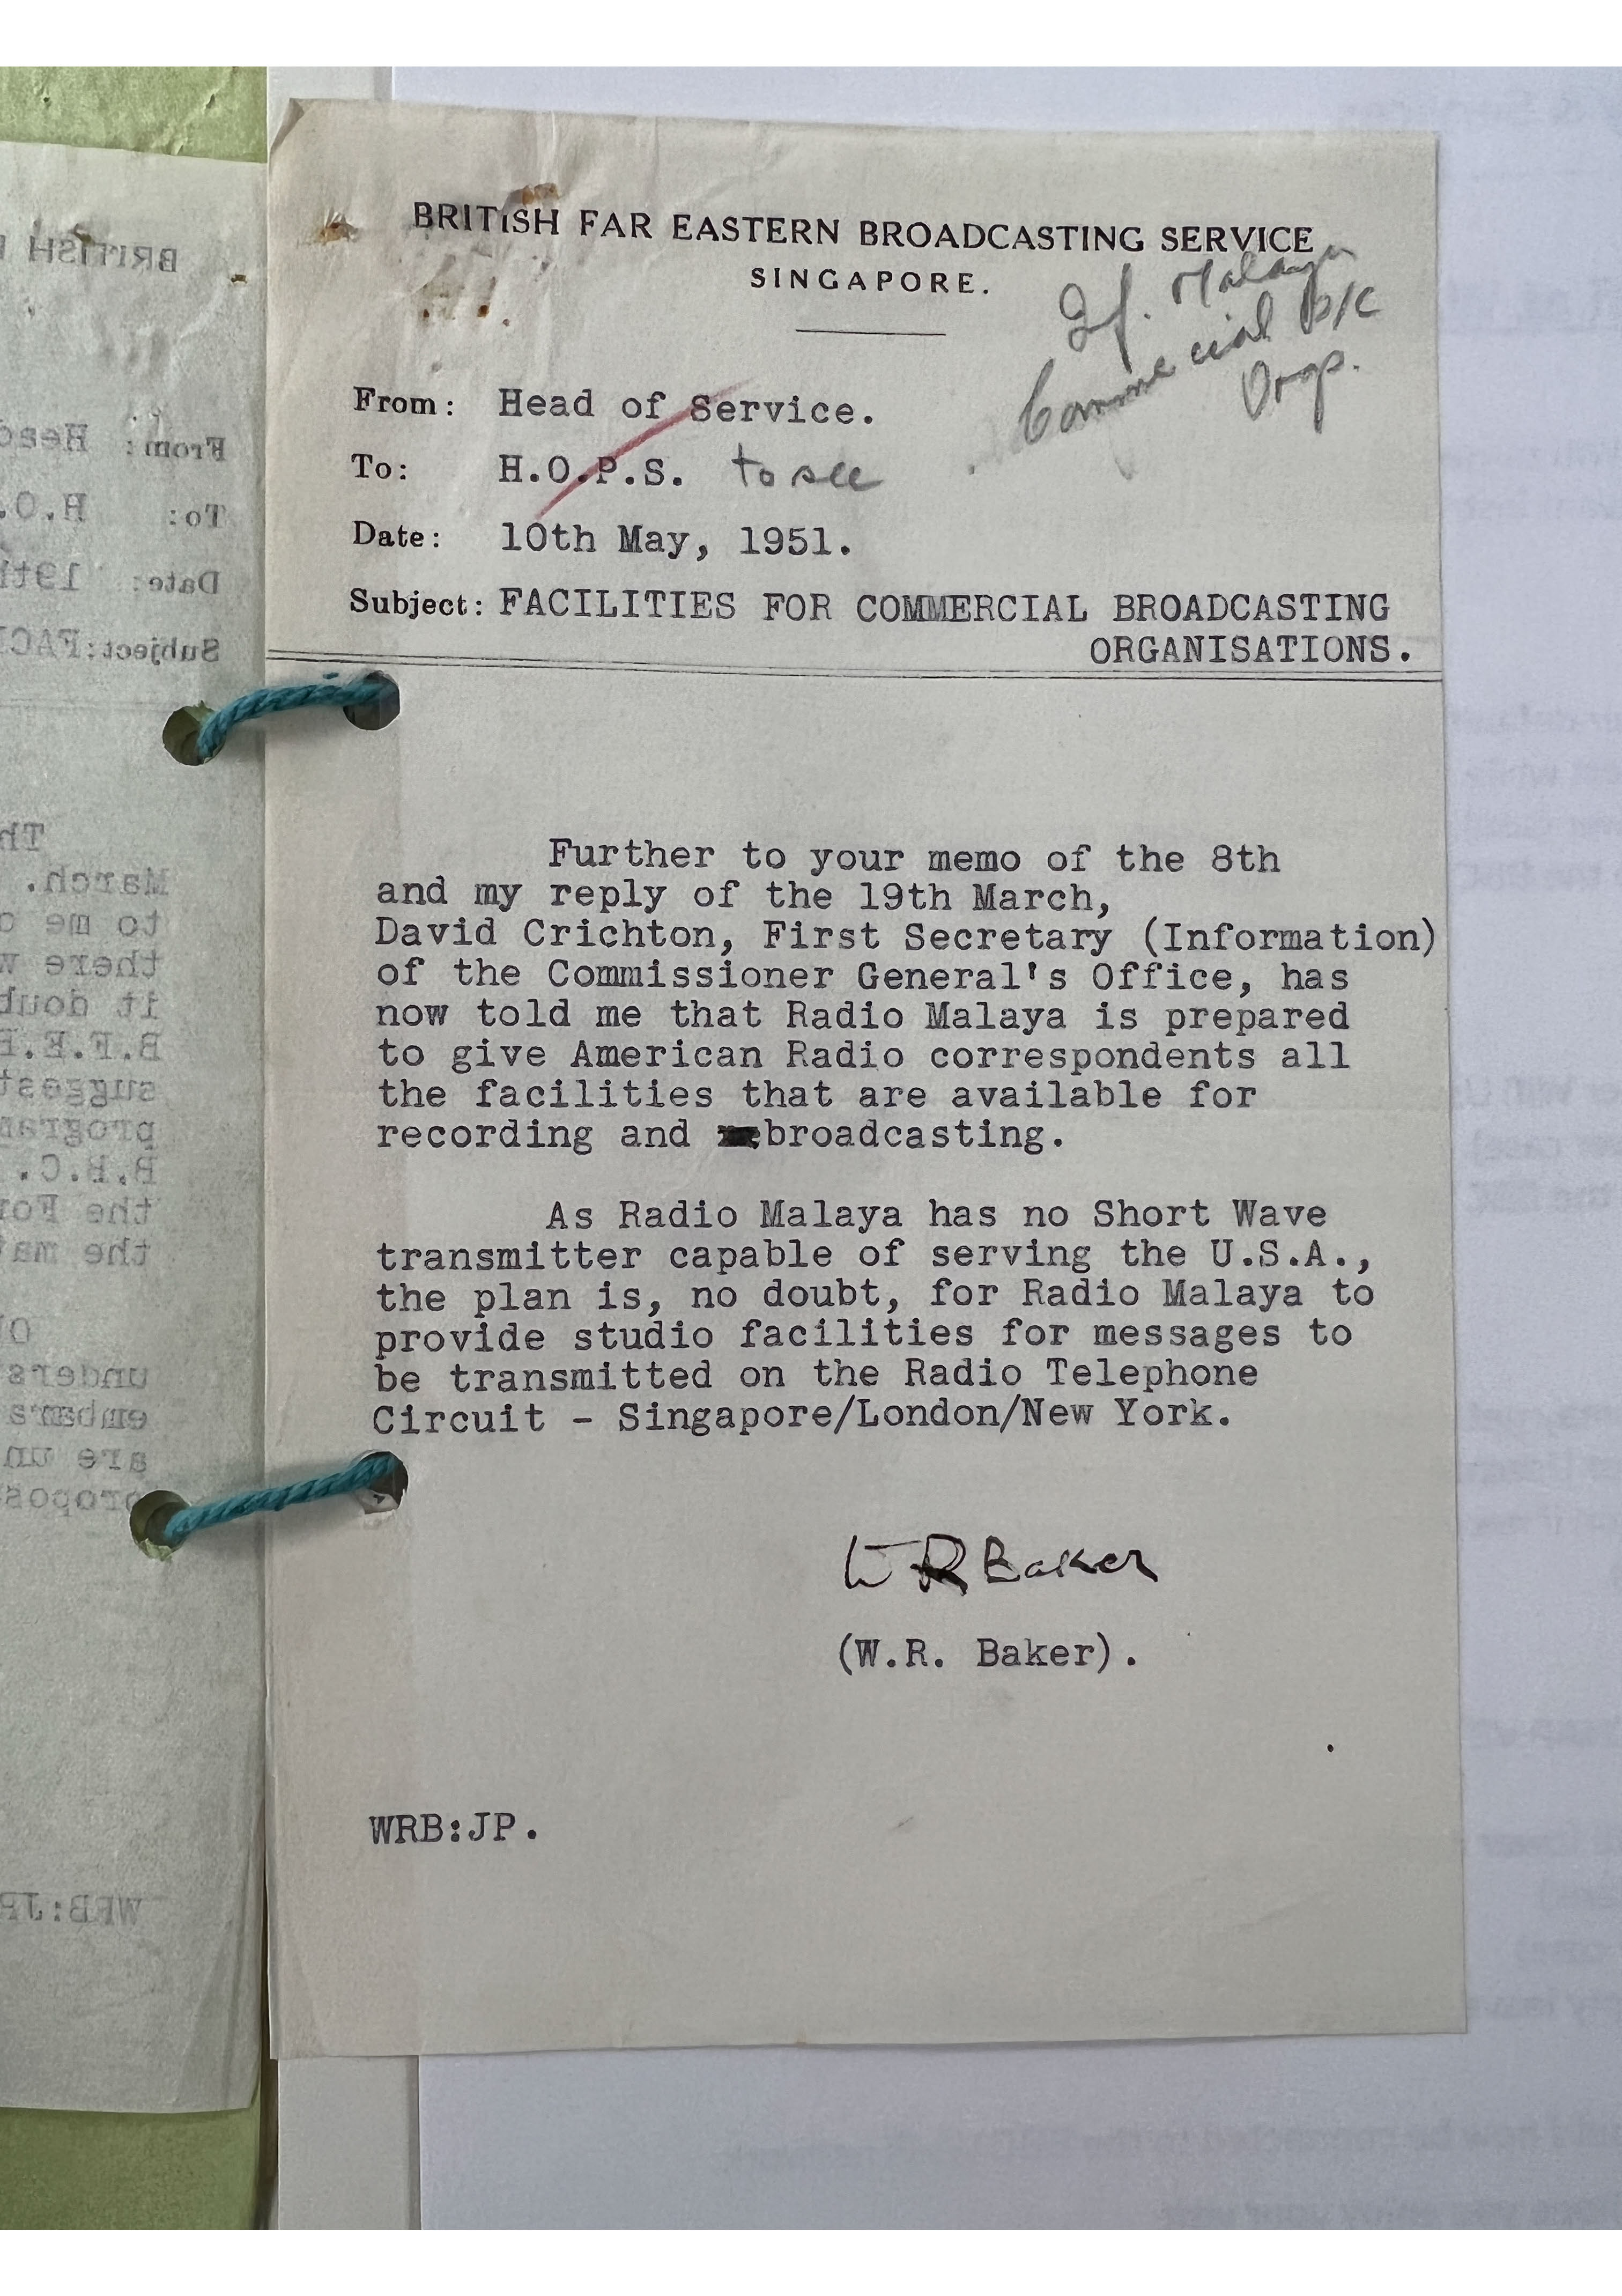 BRITISH FAR EASTERN BROADCASTING SERVICE
SINGAPORE.
Malaya
Commercial B/C
Orgs.
From: Head of Service.
To: H.O.P.S. to see
Date: 10th May, 1951.
Subject: FACILITIES FOR COMMERCIAL BROADCASTING
ORGANISATIONS.
Further to your memo of the 8th
and my reply of the 19th March,
David Crichton, First Secretary (Information)
of the Commissioner General's Office, has
now told me that Radio Malaya is prepared
to give American Radio correspondents all
the facilities that are available for
recording and broadcasting.
As Radio Malaya has no Short Wave
transmitter capable of serving the U.S.A.,
the plan is, no doubt, for Radio Malaya to
provide studio facilities for messages to
be transmitted on the Radio Telephone
Circuit - Singapore/London/New York.
W R Baker
(W.R. Baker).
WRB:JP.